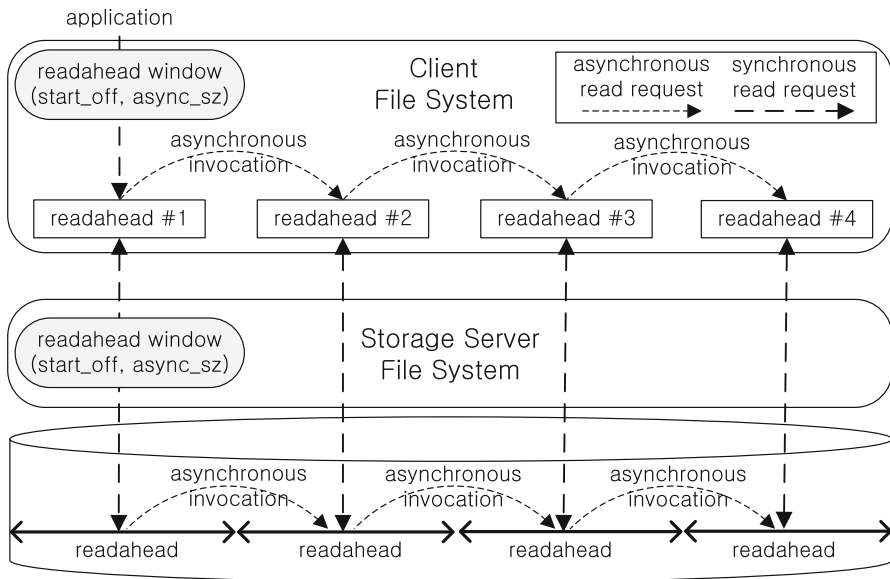 application
readahead window
(start_off, async_sz)
Client
File System
asynchronous
read request
synchronous
read request
asynchronous
invocation
asynchronous
invocation
asynchronous
invocation
readahead #1
readahead #2
readahead #3
readahead #4
readahead window
(start_off, async_sz)
Storage Server
File System
asynchronous
invocation
asynchronous
invocation
asynchronous
invocation
readahead
readahead
readahead
readahead